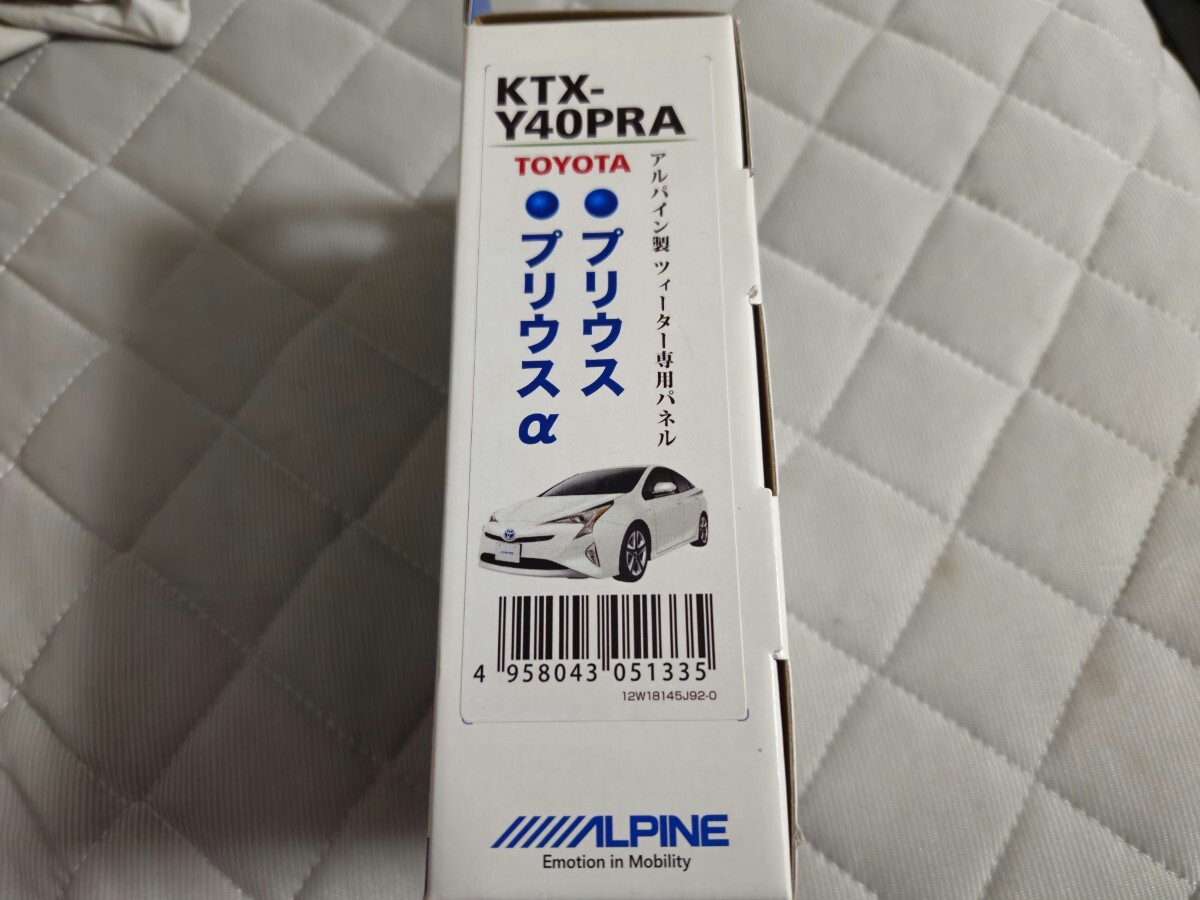 KTX-
Y40PRA
TOYOTA
アルパイン製 ツィーター専用パネル
●プリウス
●プリウスα
ALPINE
4 958043 051335
12W18145J92-0
ALPINE
Emotion in Mobility